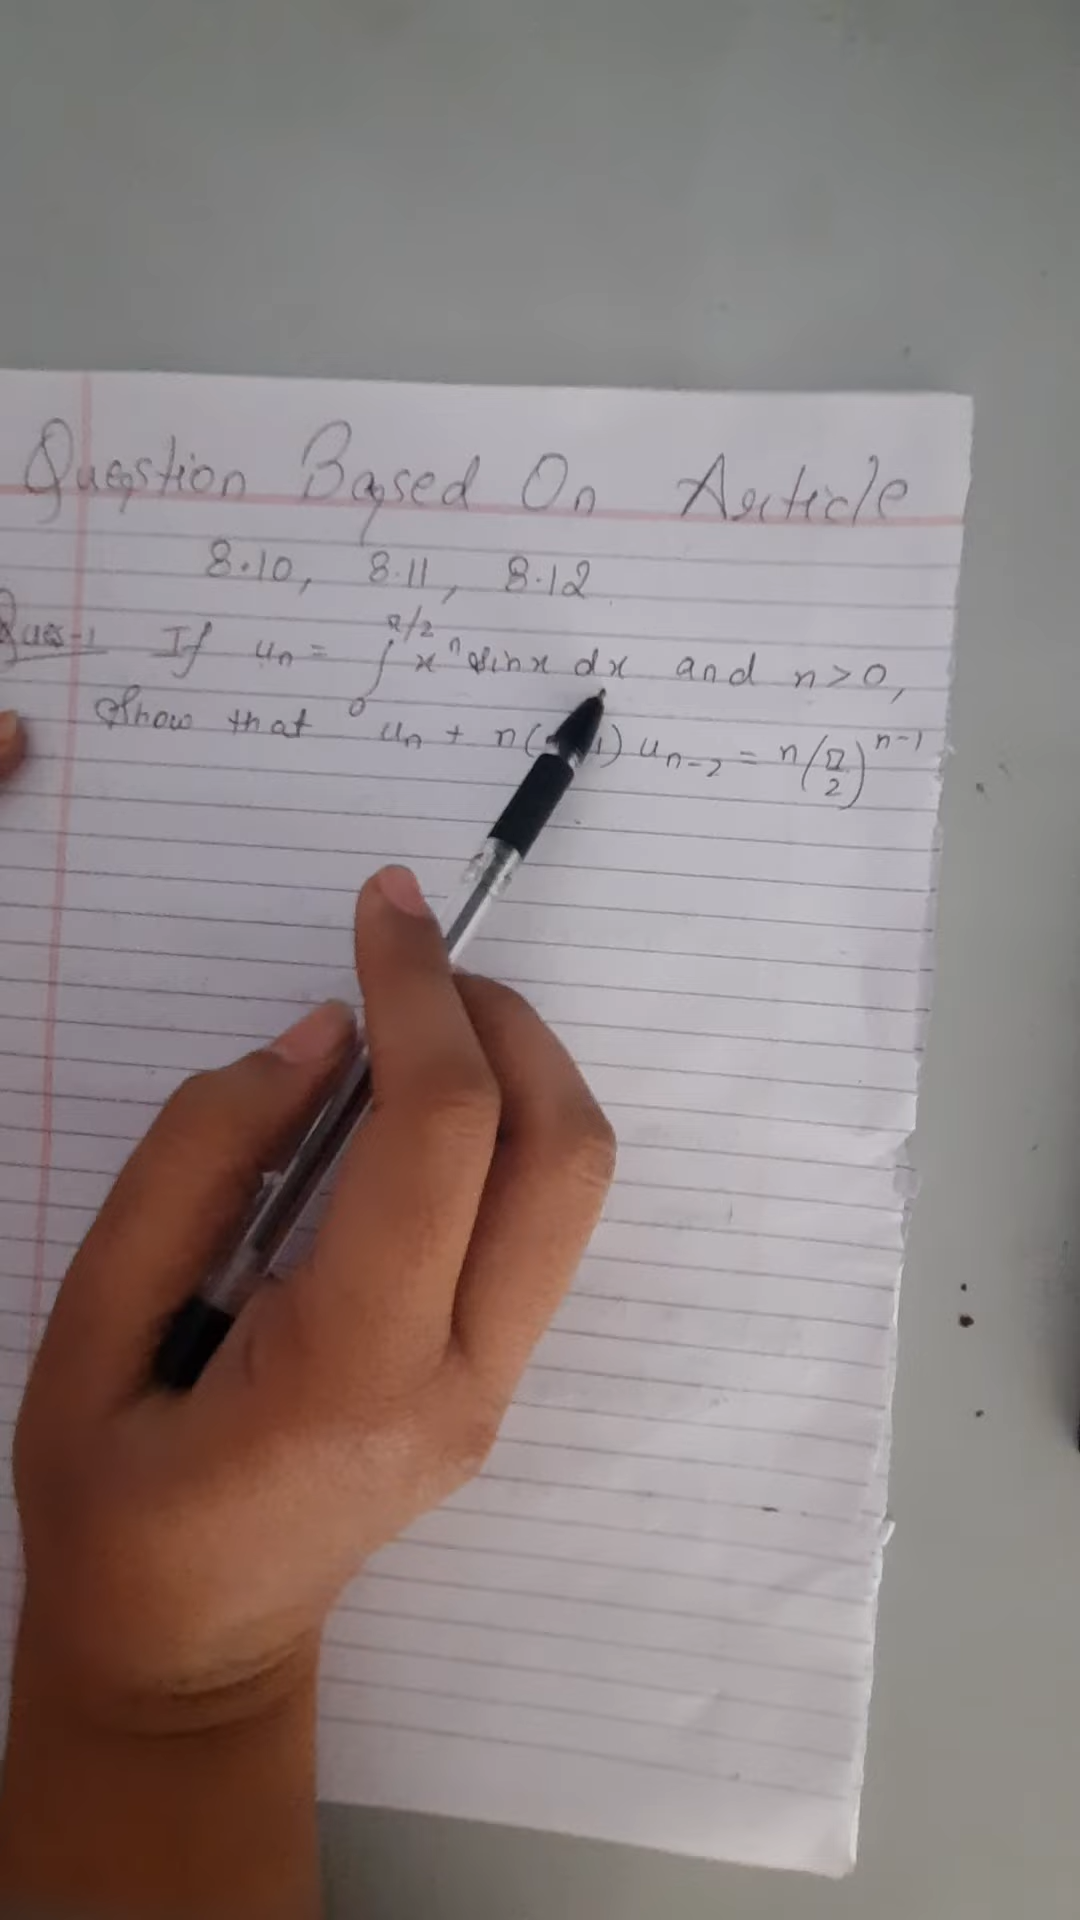 Question Based On Article
8.10, 8.11, 8.12
Ques-1 If uₙ = ∫₀^π/2 xⁿ sinx dx and n>0,
Show that uₙ + n( 1) uₙ₋₂ = n(π/2)ⁿ⁻¹